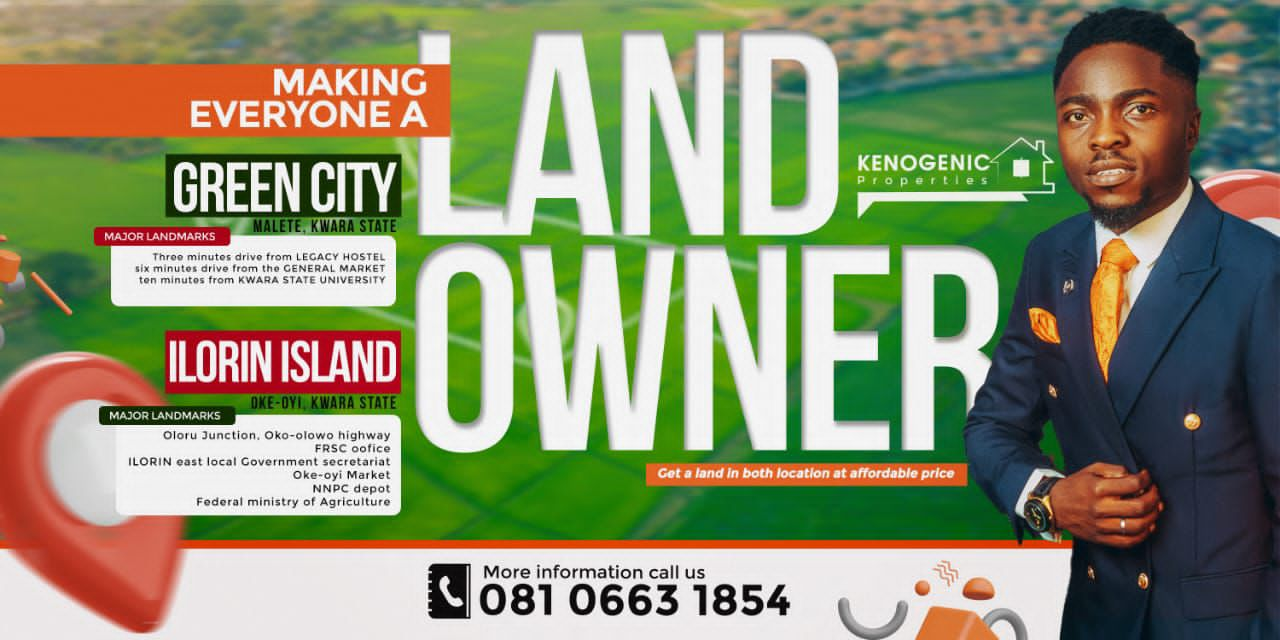 MAKING
EVERYONE A
LAND
OWNER
KENOGENIC
Properties
GREEN CITY
MALETE, KWARA STATE
MAJOR LANDMARKS
Three minutes drive from LEGACY HOSTEL
six minutes drive from the GENERAL MARKET
ten minutes from KWARA STATE UNIVERSITY
ILORIN ISLAND
OKE-OYI, KWARA STATE
MAJOR LANDMARKS
Oloru Junction, Oko-olowo highway
FRSC oofice
ILORIN east local Government secretariat
Oke-oyi Market
NNPC depot
Federal ministry of Agriculture
Get a land in both location at affordable price
More information call us
081 0663 1854